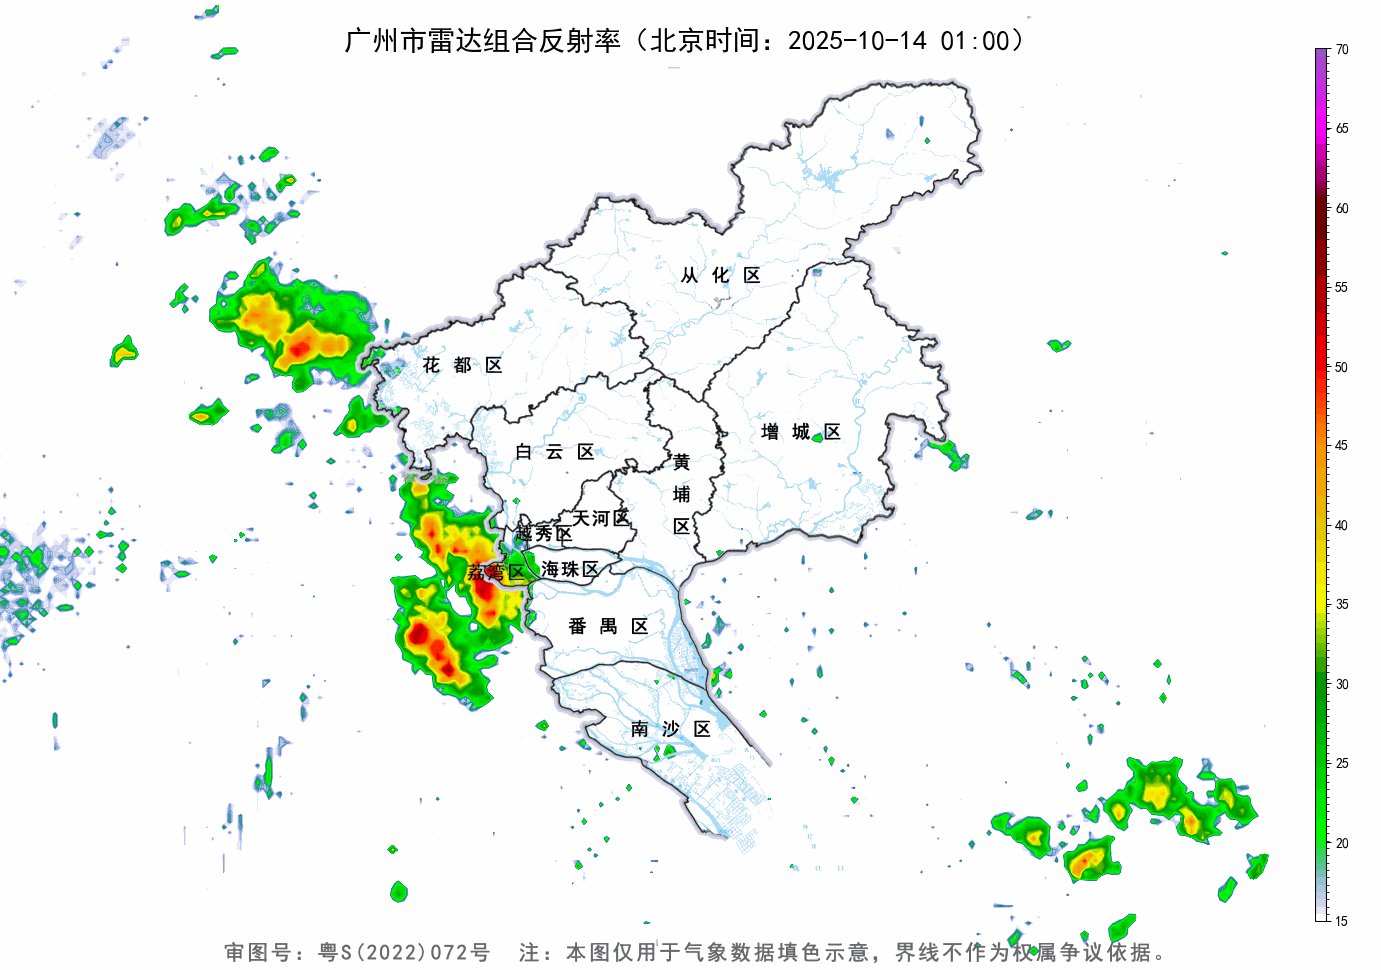 广州市雷达组合反射率（北京时间：2025-10-14 01:00）
70
65
60
55
50
45
40
35
30
25
20
15
从化区
花都区
增城区
白云区
黄埔区
天河区
越秀区
荔湾区
海珠区
番禺区
南沙区
审图号：粤S(2022)072号 注：本图仅用于气象数据填色示意，界线不作为权属争议依据。